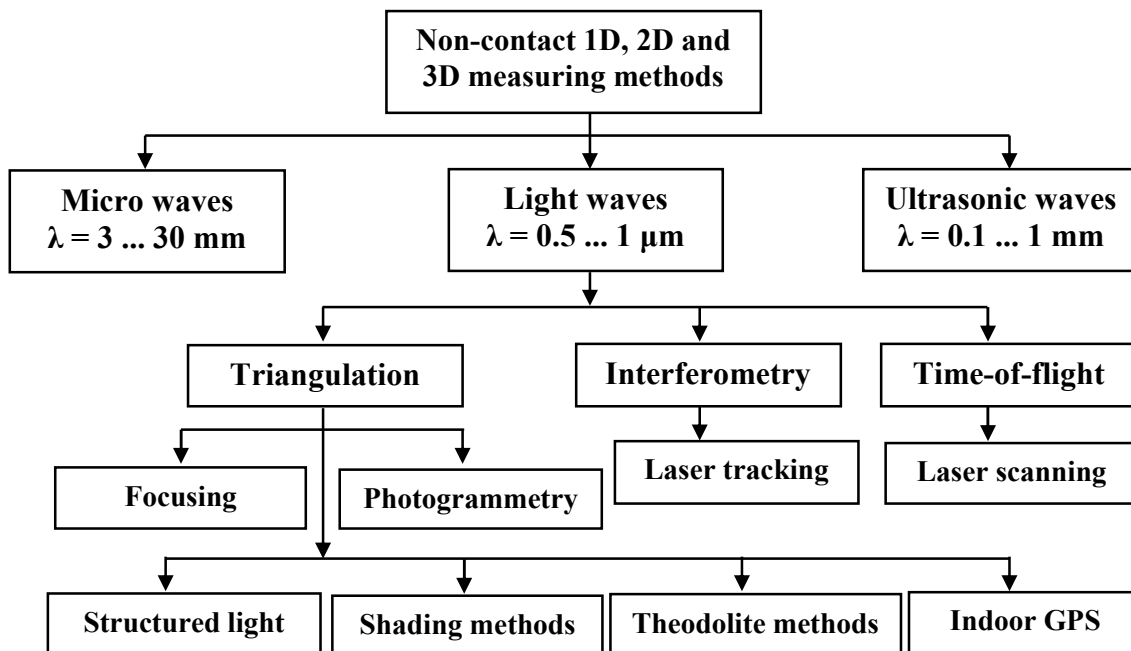 Non-contact 1D, 2D and
3D measuring methods
Micro waves
λ = 3 ... 30 mm
Light waves
λ = 0.5 ... 1 μm
Ultrasonic waves
λ = 0.1 ... 1 mm
Triangulation
Interferometry
Time-of-flight
Focusing
Photogrammetry
Laser tracking
Laser scanning
Structured light
Shading methods
Theodolite methods
Indoor GPS